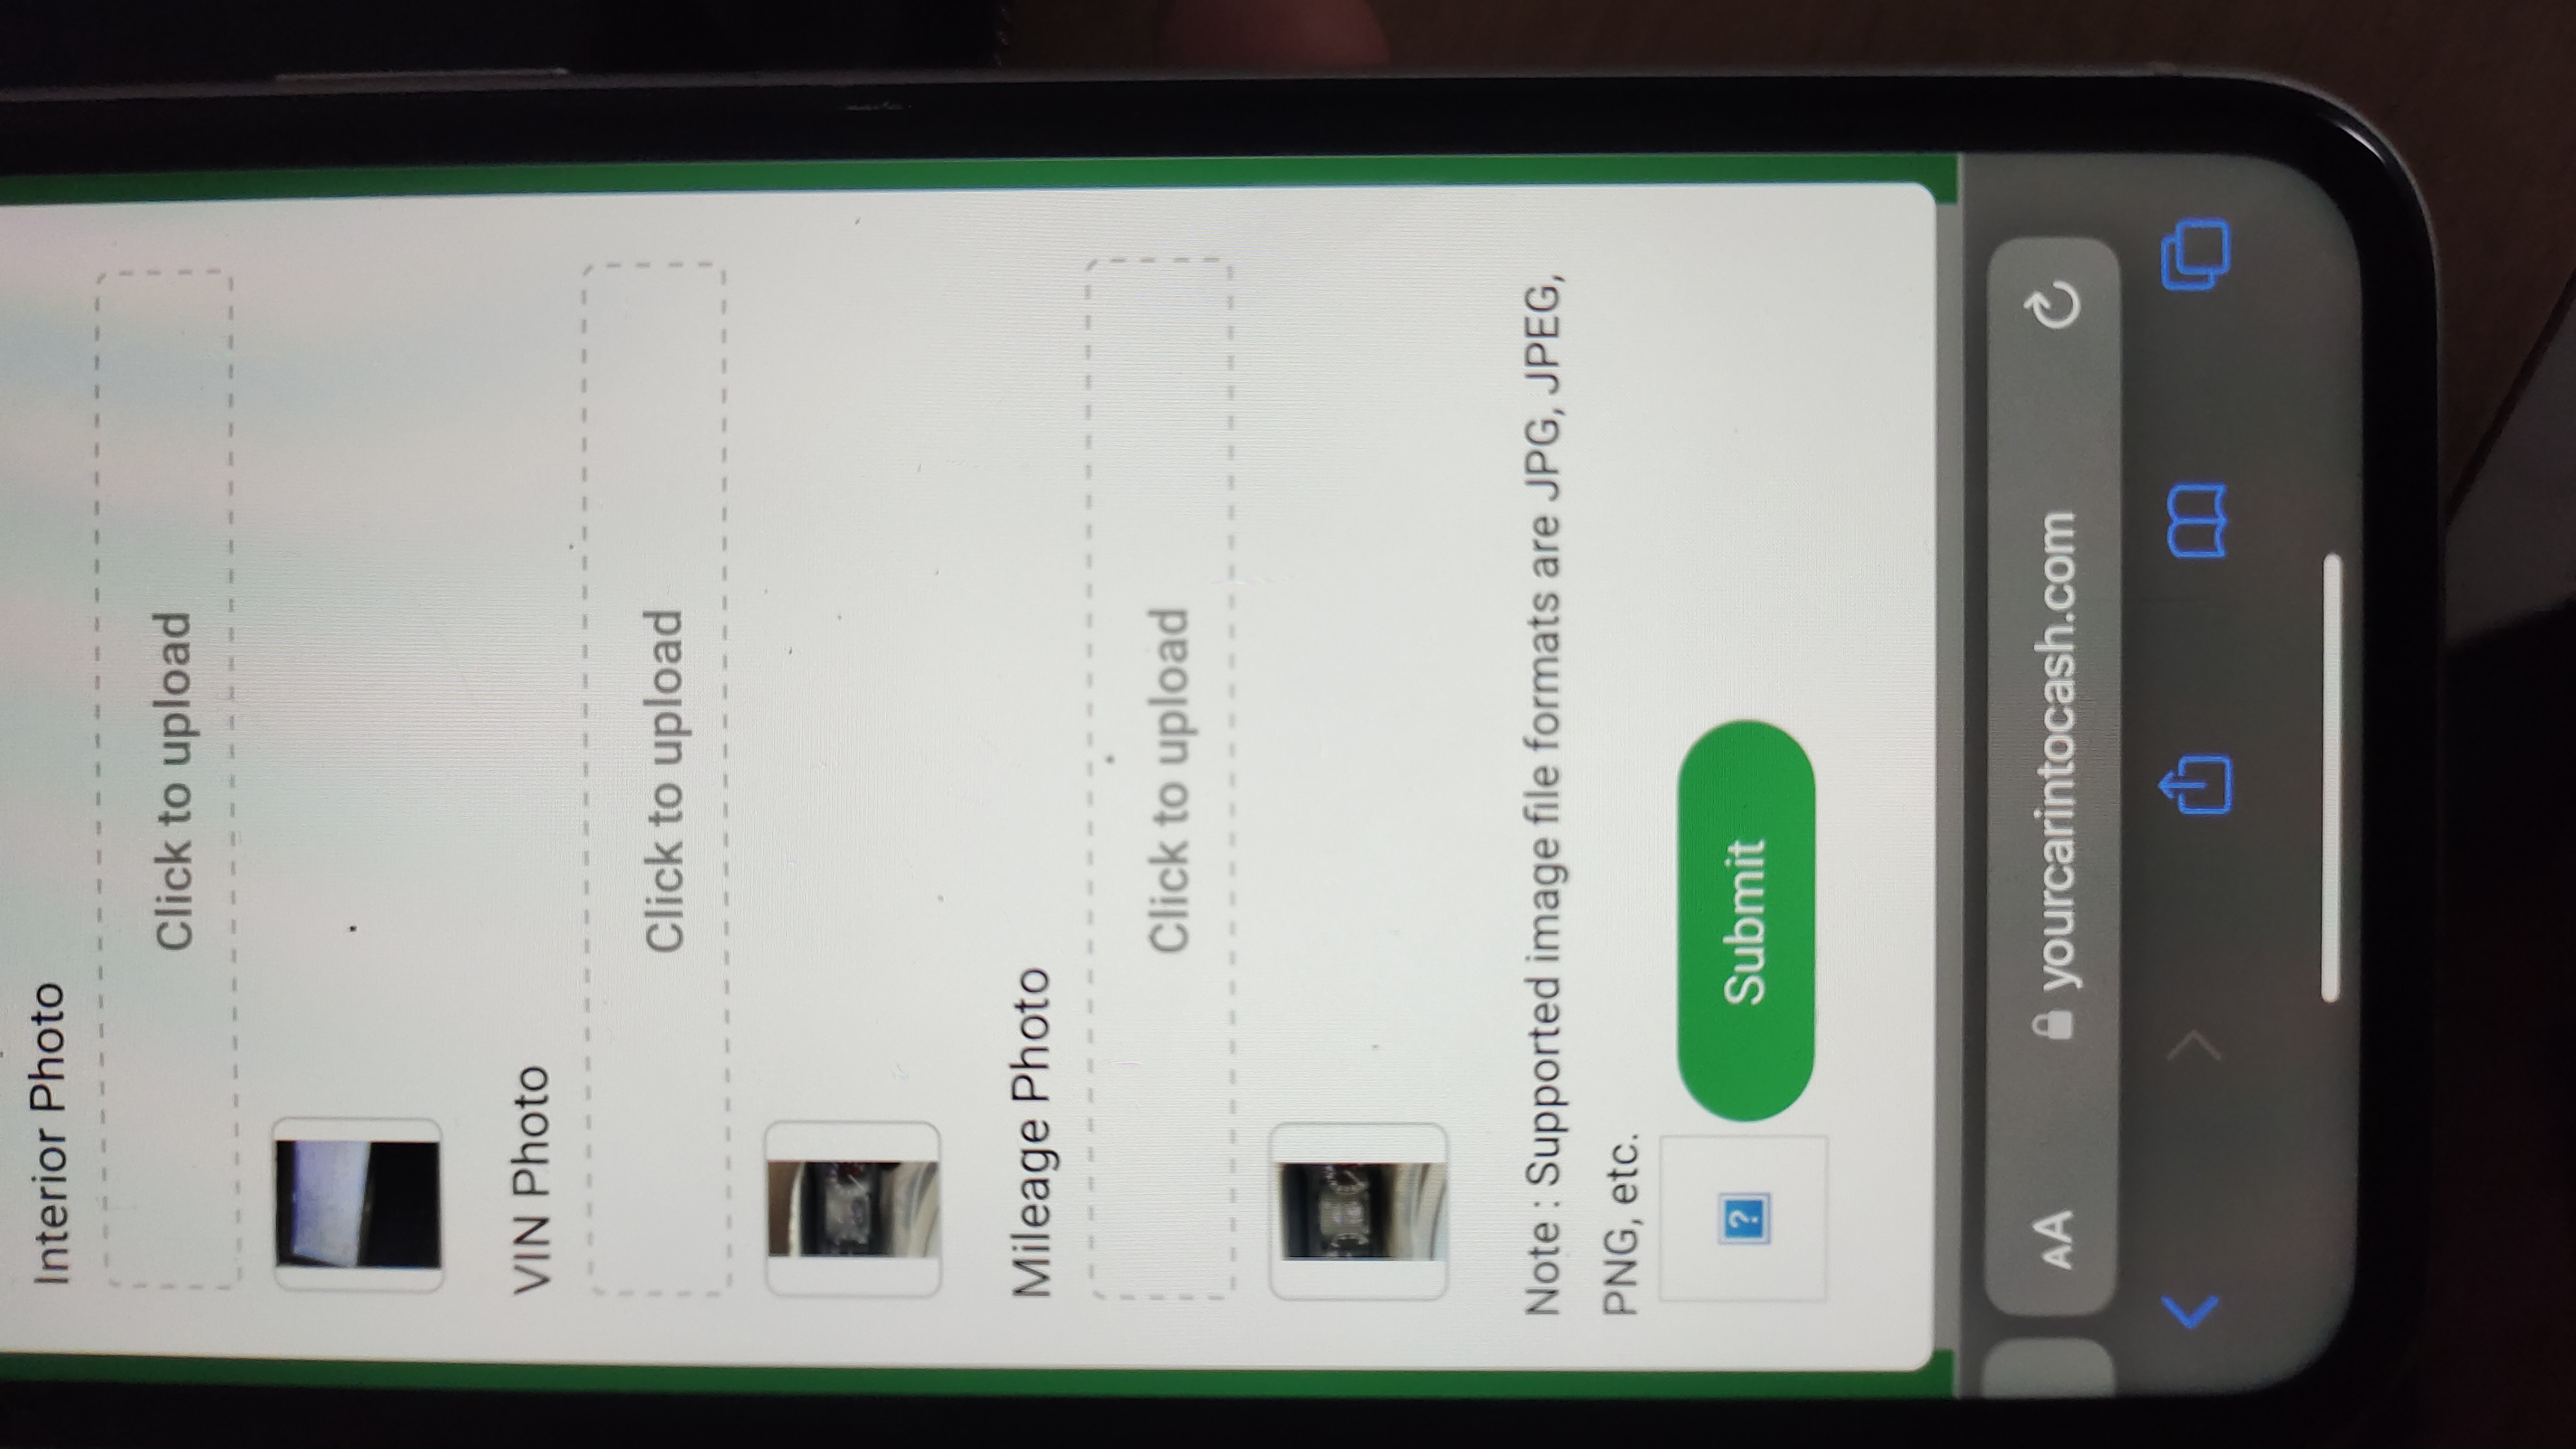 Interior Photo
Click to upload
VIN Photo
Click to upload
Mileage Photo
Click to upload
Note : Supported image file formats are JPG, JPEG,
PNG, etc.
?
Submit
AA
yourcarintocash.com